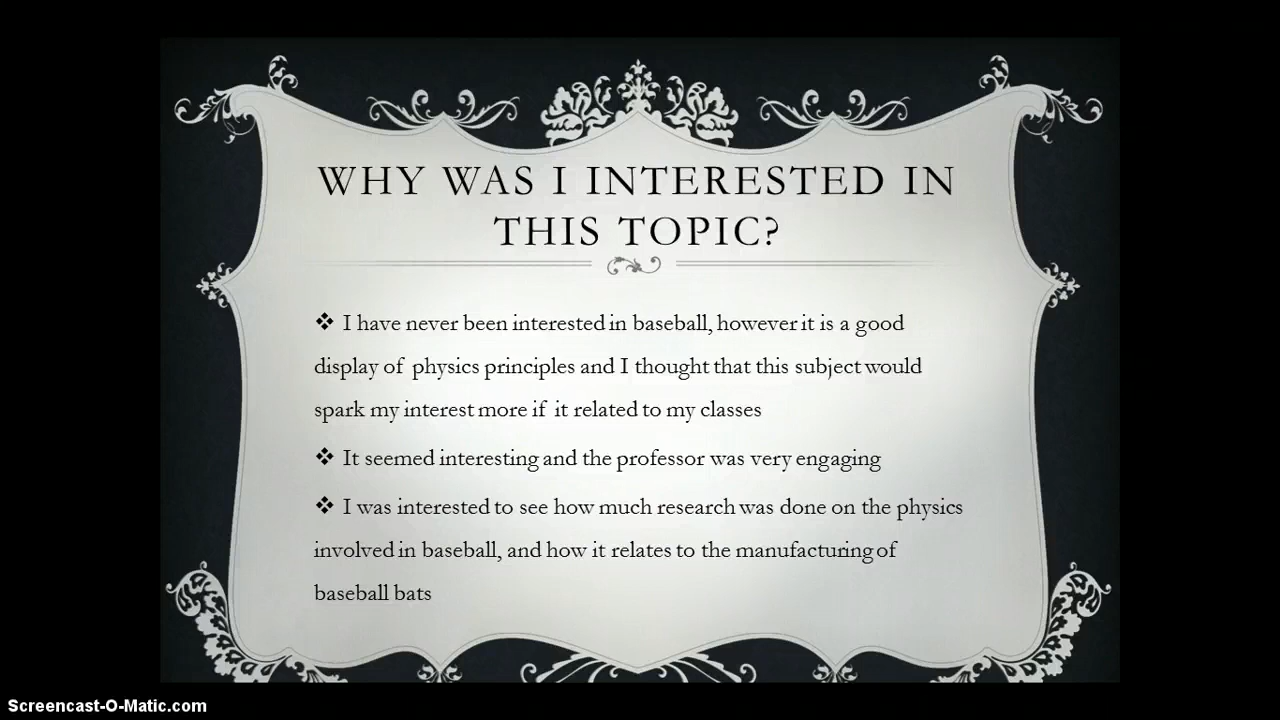 WHY WAS I INTERESTED IN
THIS TOPIC?
❖ I have never been interested in baseball, however it is a good
display of physics principles and I thought that this subject would
spark my interest more if it related to my classes
❖ It seemed interesting and the professor was very engaging
❖ I was interested to see how much research was done on the physics
involved in baseball, and how it relates to the manufacturing of
baseball bats
Screencast-O-Matic.com